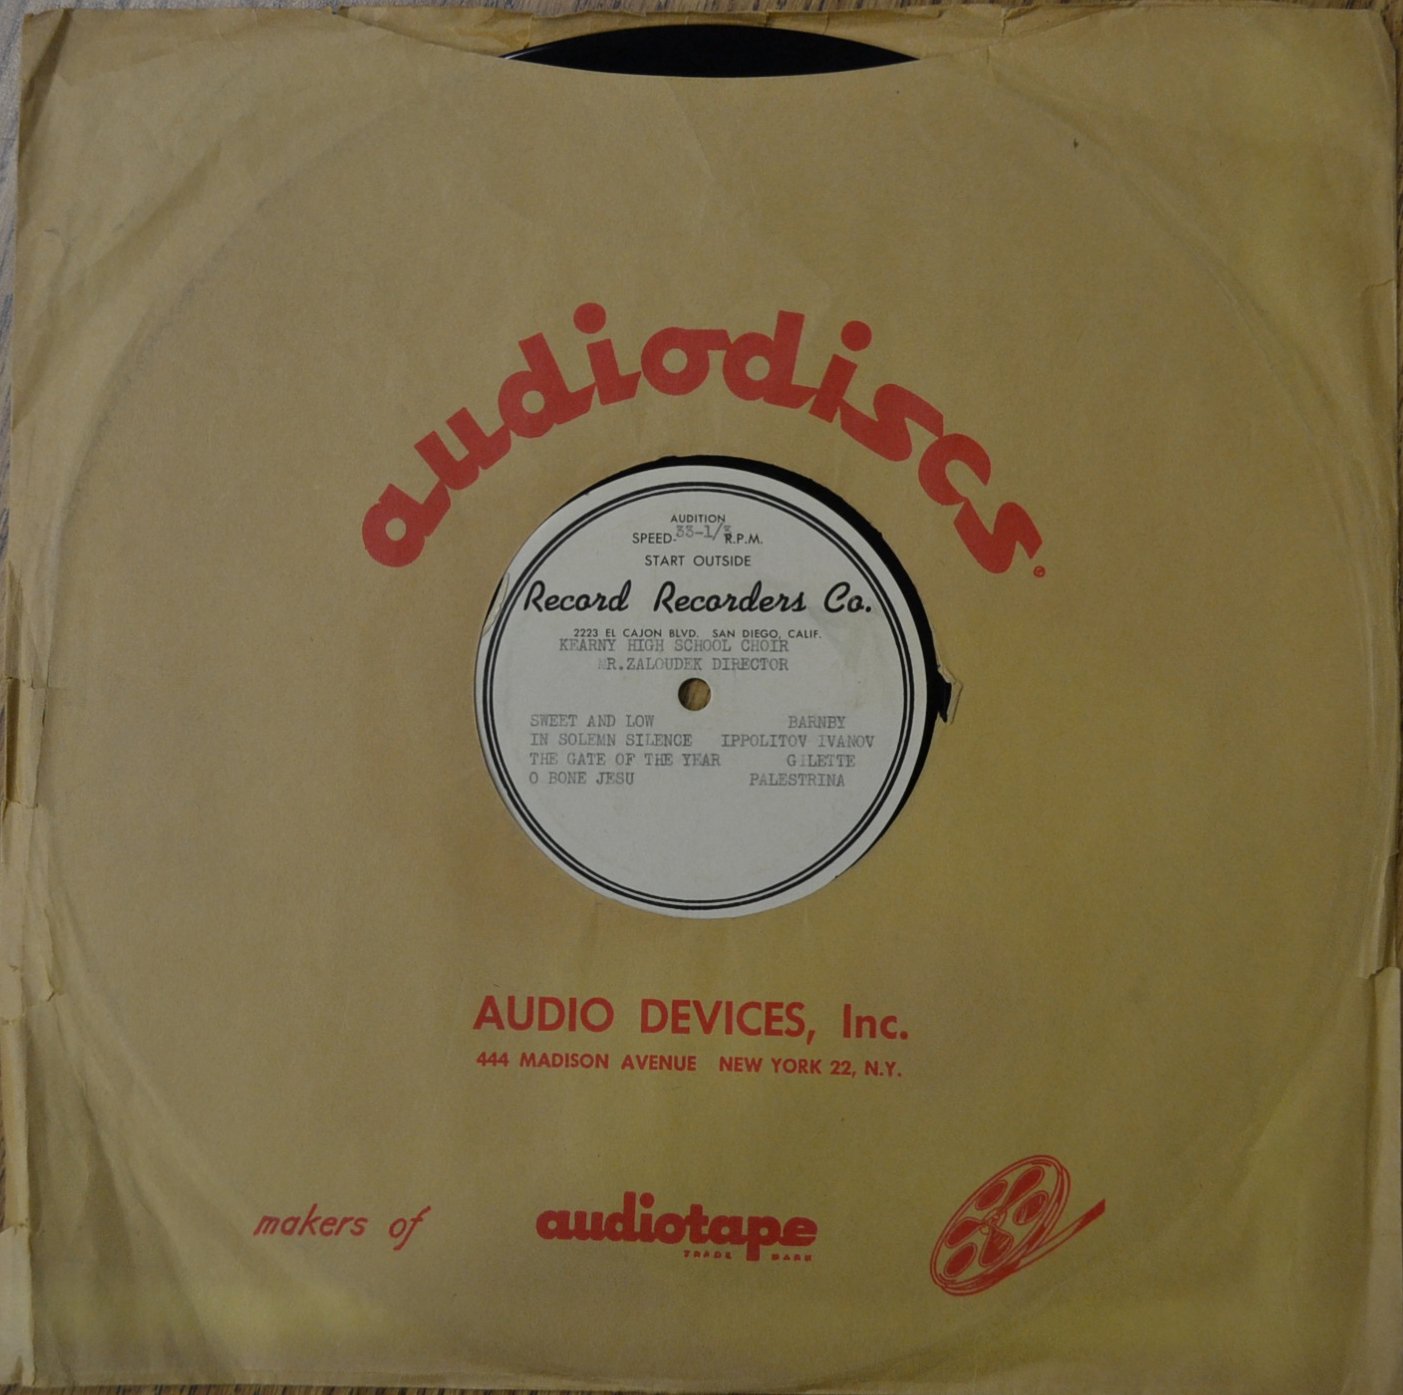 audiodiscs
AUDITION
SPEED-33-1/3 R.P.M.
START OUTSIDE
Record Recorders Co.
2223 EL CAJON BLVD. SAN DIEGO, CALIF.
KEARNY HIGH SCHOOL CHOIR
MR.ZALOUDEK DIRECTOR
SWEET AND LOW BARNBY
IN SOLEMN SILENCE IPPOLITOV IVANOV
THE GATE OF THE YEAR GILETTE
O BONE JESU PALESTRINA
AUDIO DEVICES, Inc.
444 MADISON AVENUE NEW YORK 22, N.Y.
makers of audiotape
TRADE MARK